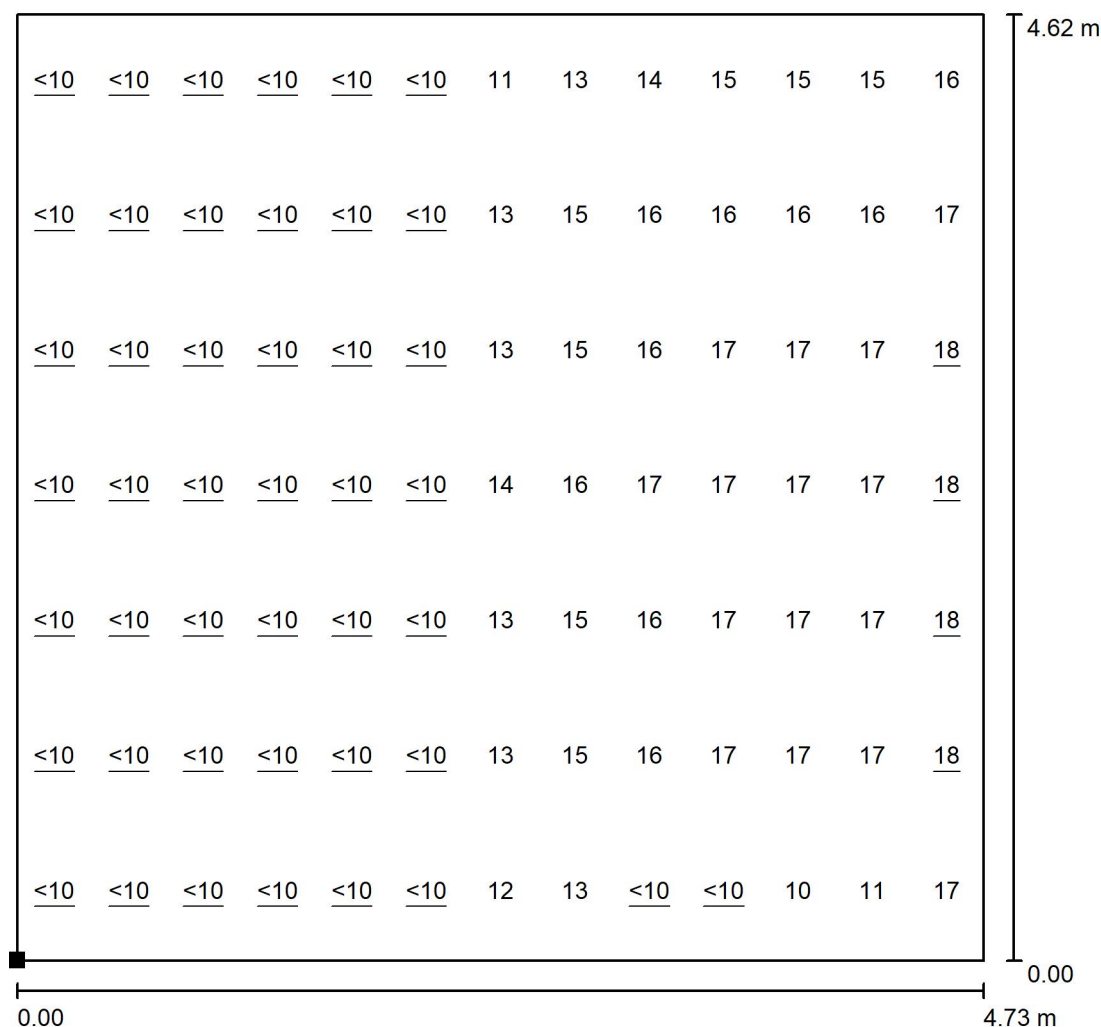 4.62 m
<10 <10 <10 <10 <10 <10 11 13 14 15 15 15 16
<10 <10 <10 <10 <10 <10 13 15 16 16 16 16 17
<10 <10 <10 <10 <10 <10 13 15 16 17 17 17 18
<10 <10 <10 <10 <10 <10 14 16 17 17 17 17 18
<10 <10 <10 <10 <10 <10 13 15 16 17 17 17 18
<10 <10 <10 <10 <10 <10 13 15 16 17 17 17 18
<10 <10 <10 <10 <10 <10 12 13 <10 <10 10 11 17
0.00
0.00 4.73 m